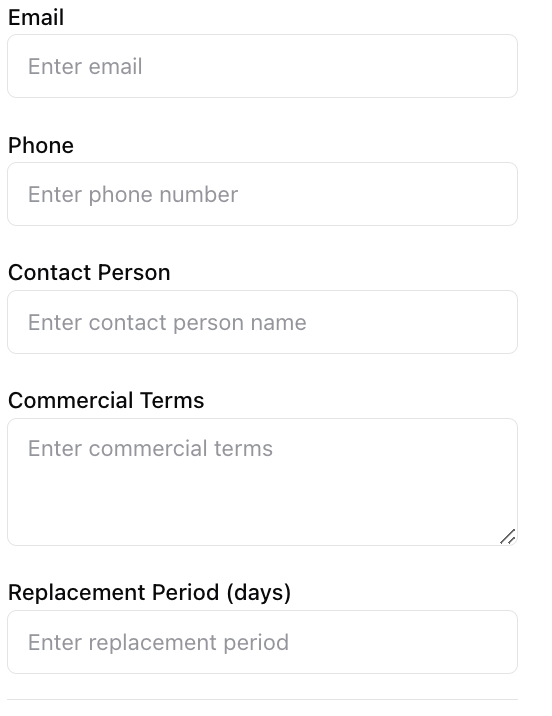 Email
Enter email
Phone
Enter phone number
Contact Person
Enter contact person name
Commercial Terms
Enter commercial terms
Replacement Period (days)
Enter replacement period